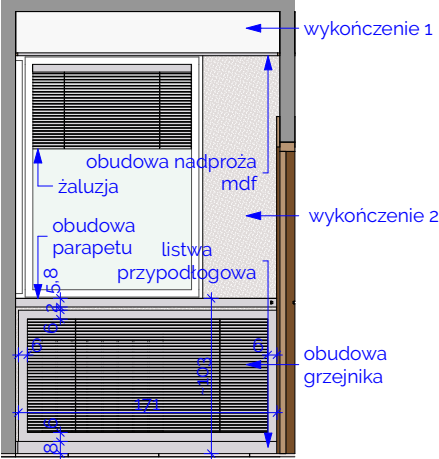 wykończenie 1
obudowa nadproża
mdf
żaluzja
wykończenie 2
obudowa
parapetu
listwa
przypodłogowa
5,8
2
6
6
6
~103
obudowa
grzejnika
171
6
8